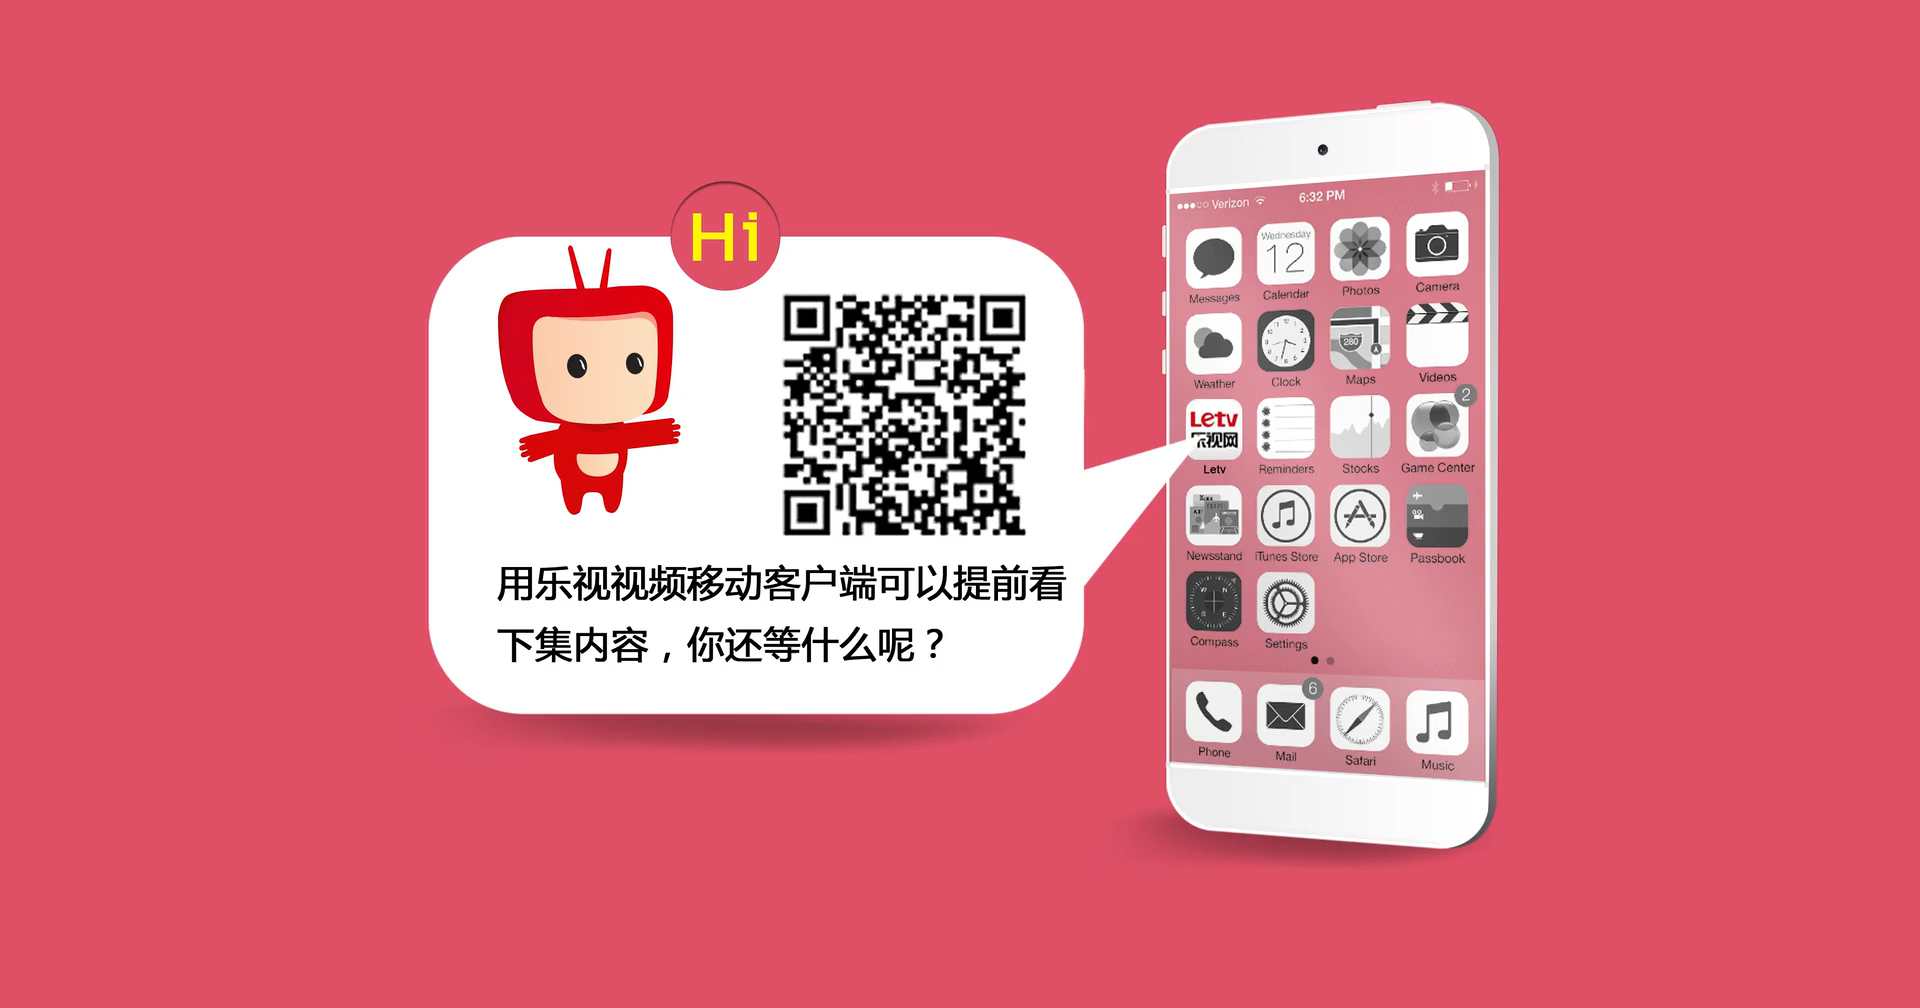 Hi
用乐视视频移动客户端可以提前看
下集内容，你还等什么呢？
Verizon 6:32 PM
Wednesday
12
Messages Calendar Photos Camera
280
Weather Clock Maps Videos
2
Letv
乐视网
Letv Reminders Stocks Game Center
Newsstand iTunes Store App Store Passbook
N
W
S
E
Compass Settings
6
Phone Mail Safari Music